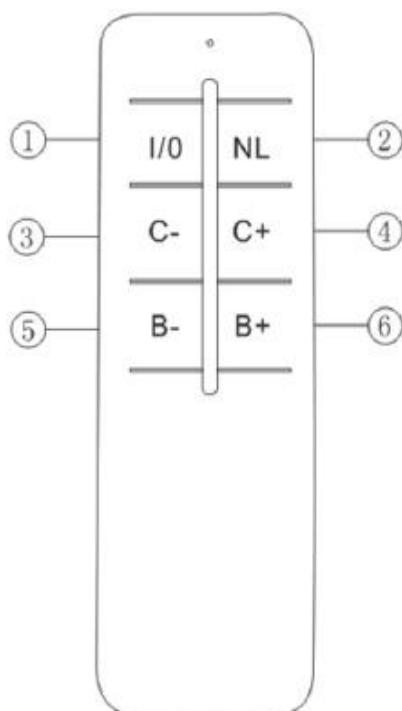 ① I/0 NL ②
③ C- C+ ④
⑤ B- B+ ⑥